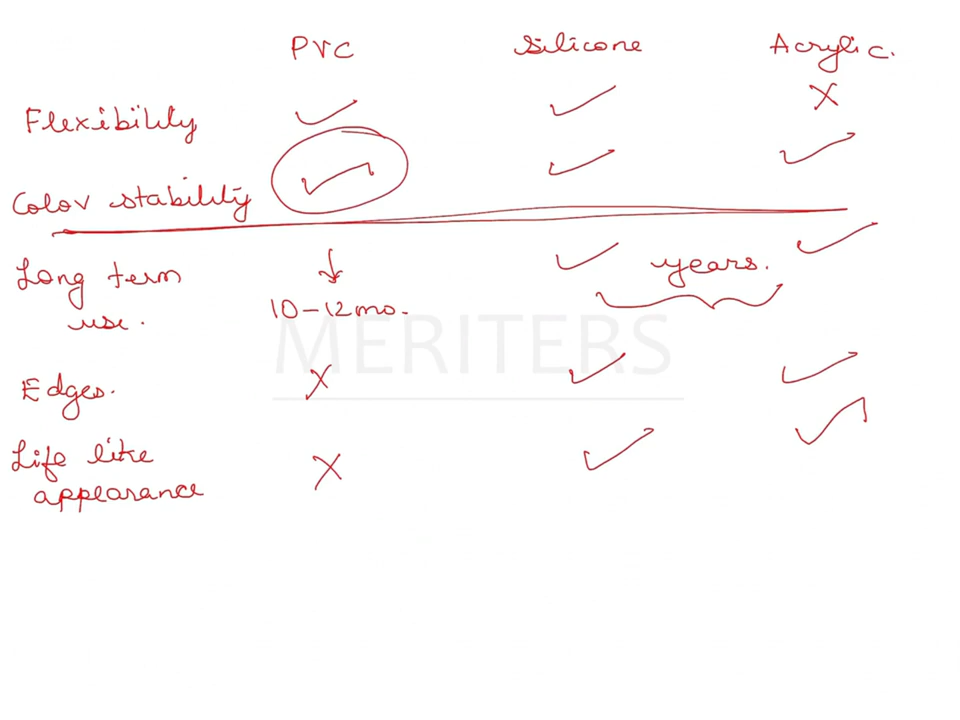 PVC Silicone Acrylic.
Flexibility ✓ ✓ X
Color stability ✓ ✓ ✓
Long term use. ↓ 10-12mo. ✓ years. ✓
MERITERS
Edges. X ✓ ✓
Life like appearance X ✓ ✓